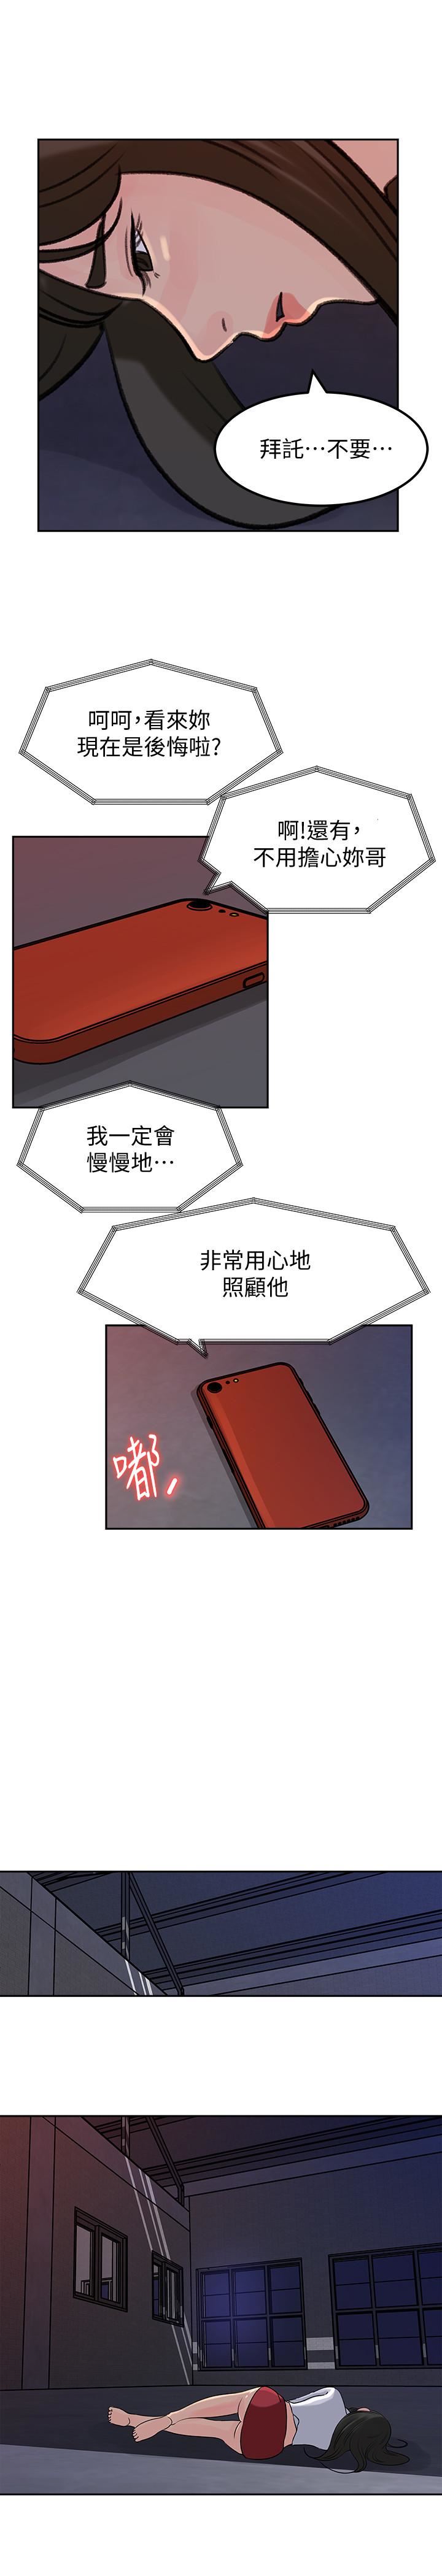 拜託⋯不要⋯
呵呵,看來妳
現在是後悔啦?
啊!還有,
不用擔心妳哥
我一定會
慢慢地⋯
非常用心地
照顧他
嘟